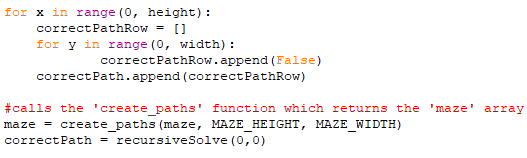 for x in range(0, height):
    correctPathRow = []
    for y in range(0, width):
            correctPathRow.append(False)
    correctPath.append(correctPathRow)

#calls the 'create_paths' function which returns the 'maze' array
maze = create_paths(maze, MAZE_HEIGHT, MAZE_WIDTH)
correctPath = recursiveSolve(0,0)